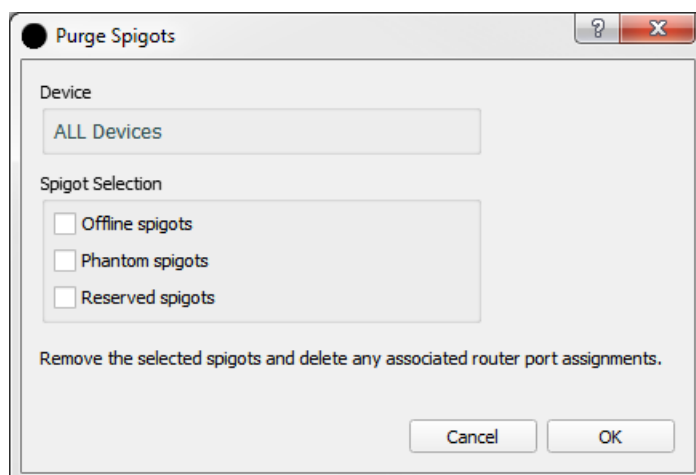 Purge Spigots
?
X
Device
ALL Devices
Spigot Selection
Offline spigots
Phantom spigots
Reserved spigots
Remove the selected spigots and delete any associated router port assignments.
Cancel OK